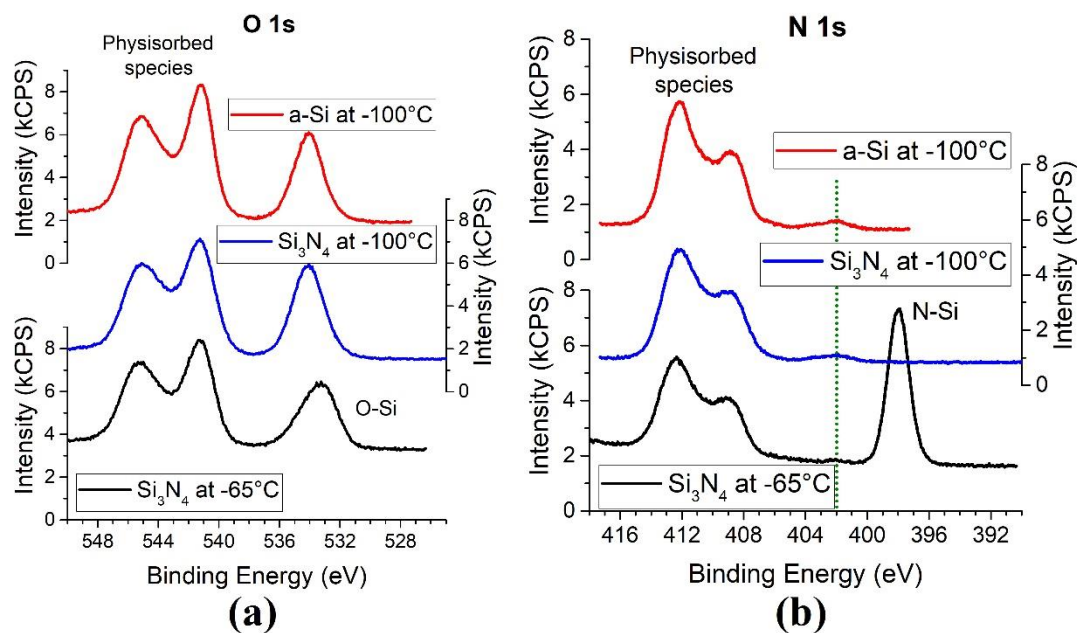 O 1s
Physisorbed
species
Intensity (kCPS)
8
6
4
2
0
a-Si at -100°C
8
6
4
2
0
Intensity (kCPS)
Si₃N₄ at -100°C
Intensity (kCPS)
8
6
4
2
0
O-Si
Si₃N₄ at -65°C
548 544 540 536 532 528
Binding Energy (eV)
(a)
N 1s
Physisorbed
species
Intensity (kCPS)
8
6
4
2
0
a-Si at -100°C
8
6
4
2
0
Intensity (kCPS)
Si₃N₄ at -100°C
N-Si
Intensity (kCPS)
8
6
4
2
0
Si₃N₄ at -65°C
416 412 408 404 400 396 392
Binding Energy (eV)
(b)